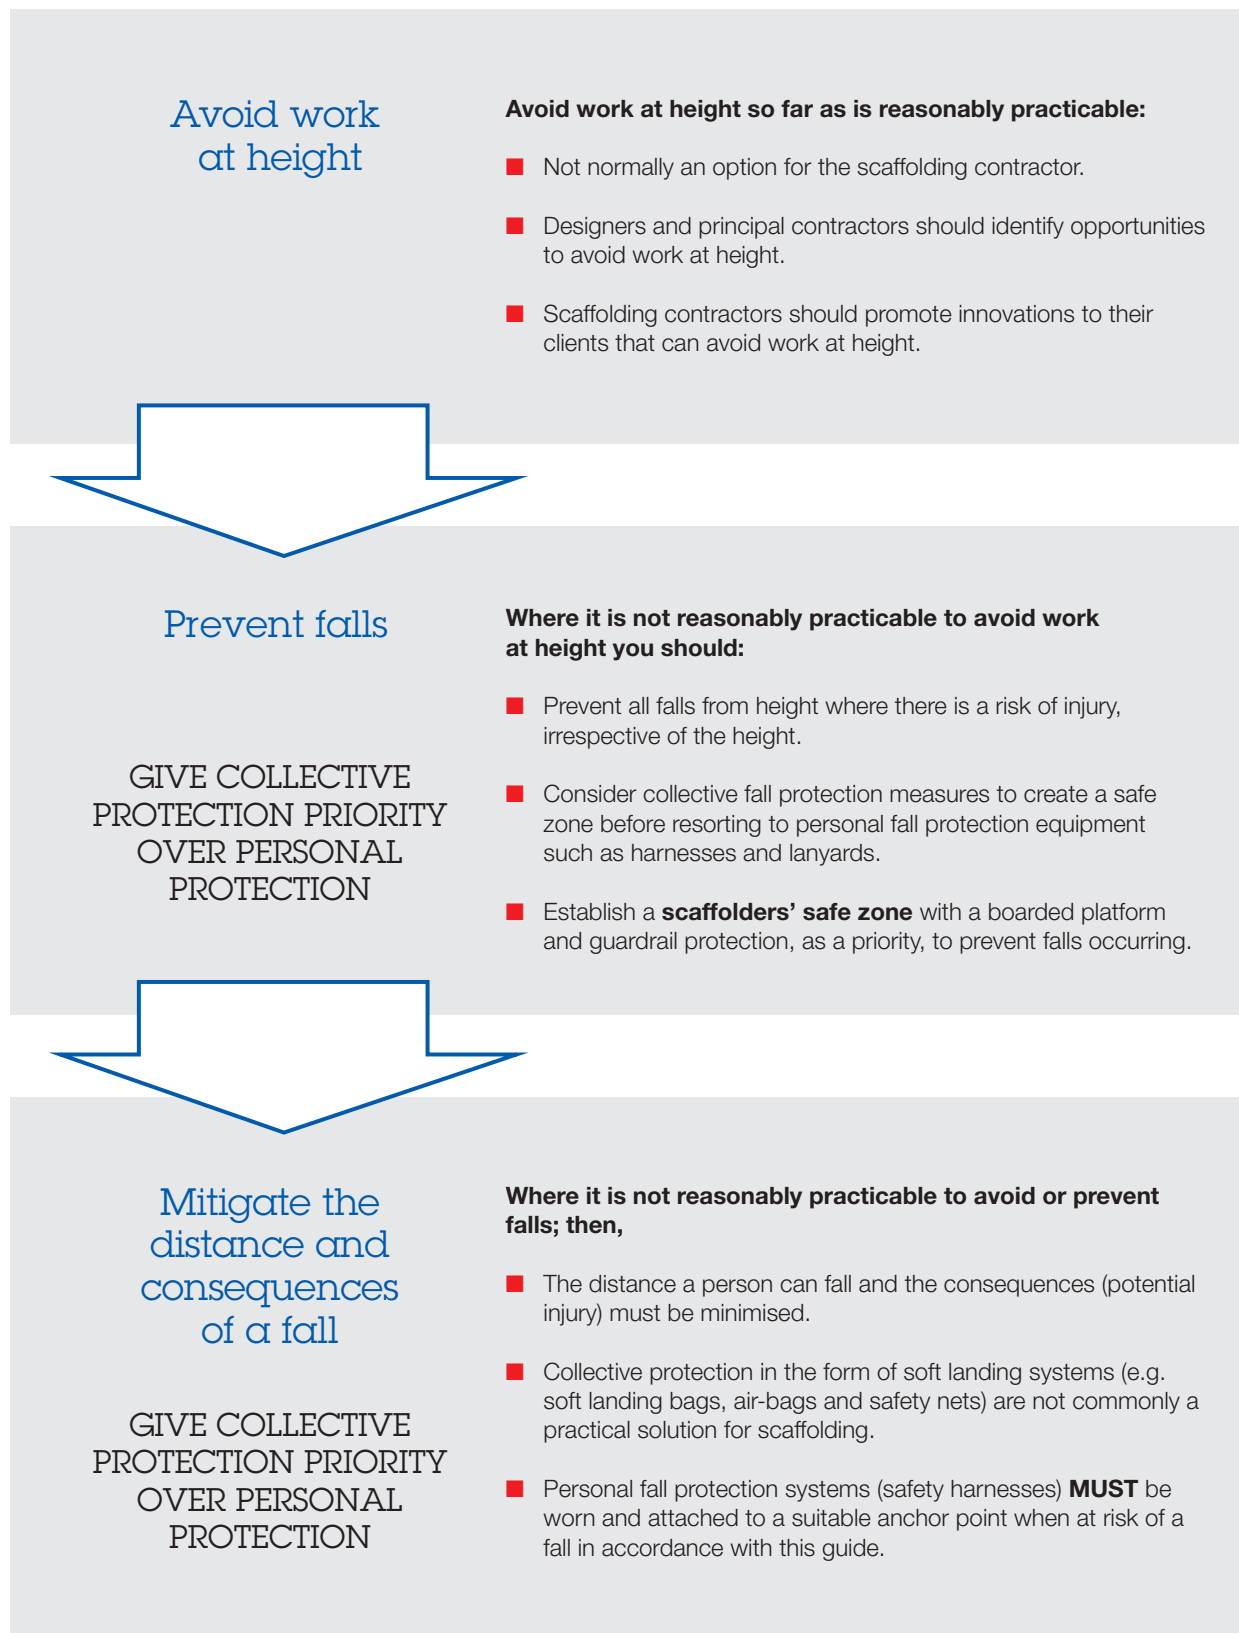 Avoid work
at height
Avoid work at height so far as is reasonably practicable:
■ Not normally an option for the scaffolding contractor.
■ Designers and principal contractors should identify opportunities
to avoid work at height.
■ Scaffolding contractors should promote innovations to their
clients that can avoid work at height.
Prevent falls
GIVE COLLECTIVE
PROTECTION PRIORITY
OVER PERSONAL
PROTECTION
Where it is not reasonably practicable to avoid work
at height you should:
■ Prevent all falls from height where there is a risk of injury,
irrespective of the height.
■ Consider collective fall protection measures to create a safe
zone before resorting to personal fall protection equipment
such as harnesses and lanyards.
■ Establish a scaffolders’ safe zone with a boarded platform
and guardrail protection, as a priority, to prevent falls occurring.
Mitigate the
distance and
consequences
of a fall
GIVE COLLECTIVE
PROTECTION PRIORITY
OVER PERSONAL
PROTECTION
Where it is not reasonably practicable to avoid or prevent
falls; then,
■ The distance a person can fall and the consequences (potential
injury) must be minimised.
■ Collective protection in the form of soft landing systems (e.g.
soft landing bags, air-bags and safety nets) are not commonly a
practical solution for scaffolding.
■ Personal fall protection systems (safety harnesses) MUST be
worn and attached to a suitable anchor point when at risk of a
fall in accordance with this guide.